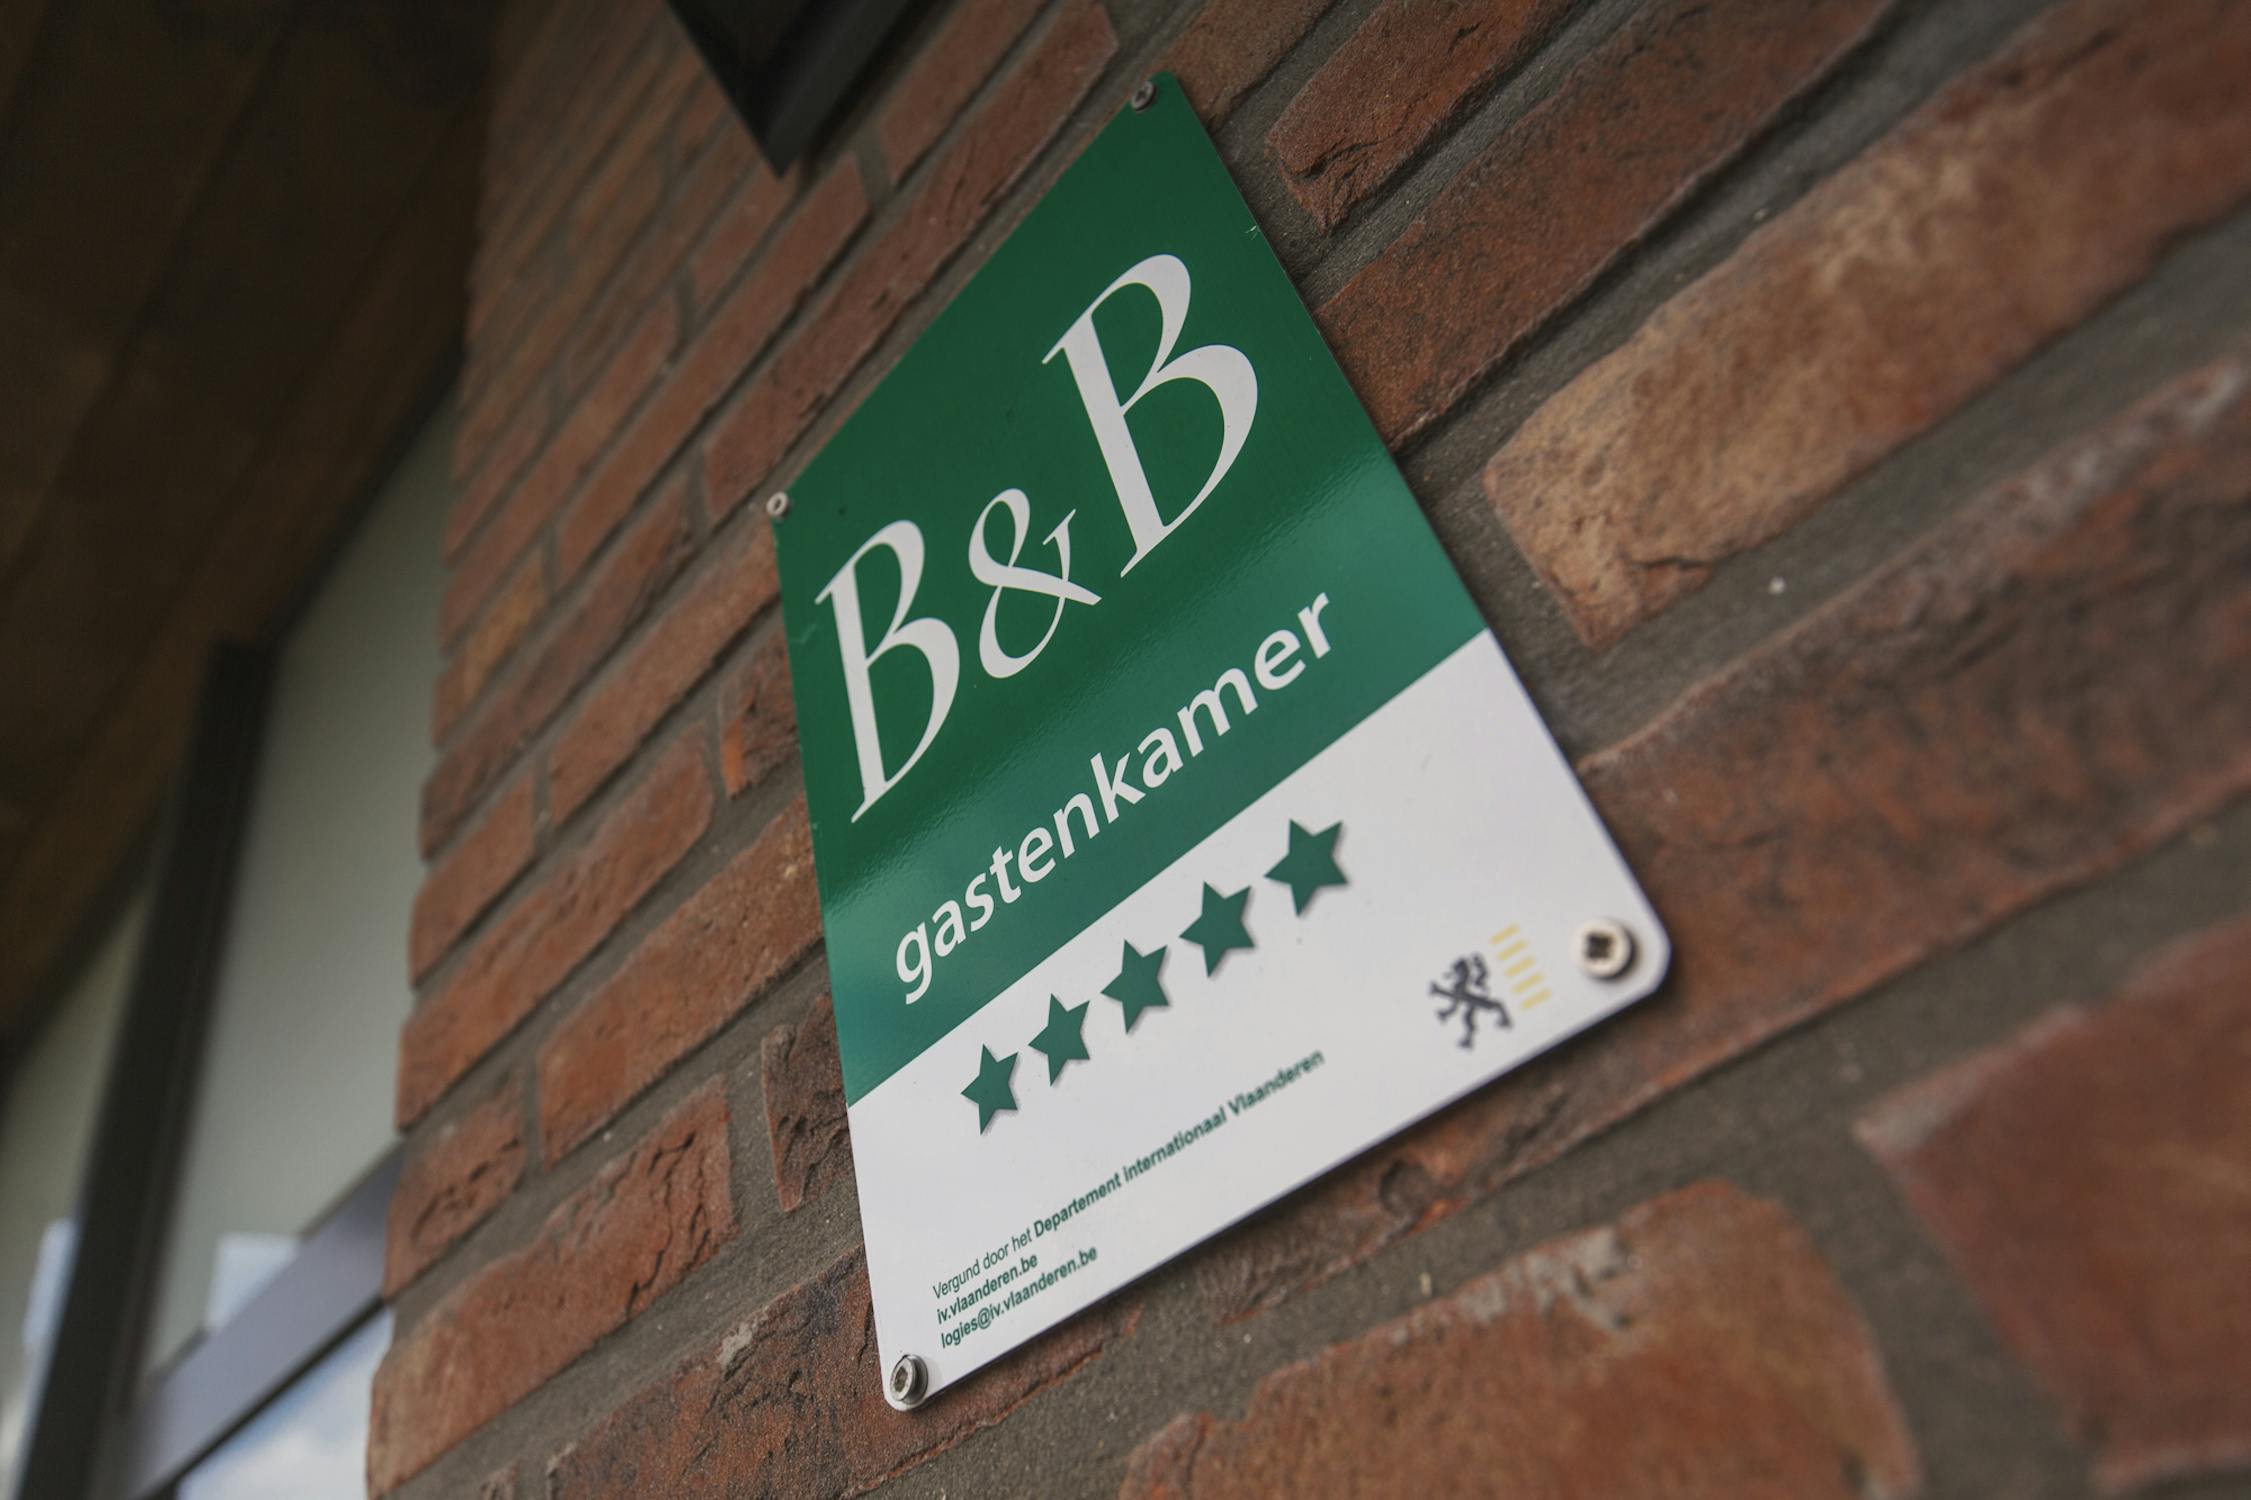 B&B
gastenkamer
Vergund door het Departement internationaal Vlaanderen
iv.vlaanderen.be
logies@iv.vlaanderen.be